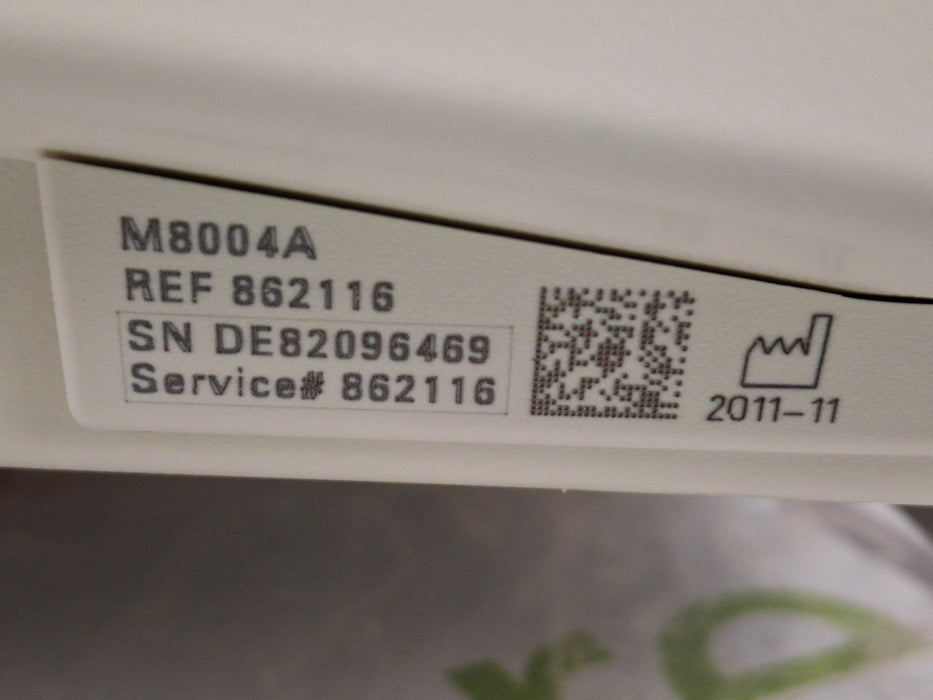 M8004A
REF 862116
SN DE82096469
Service# 862116
2011-11